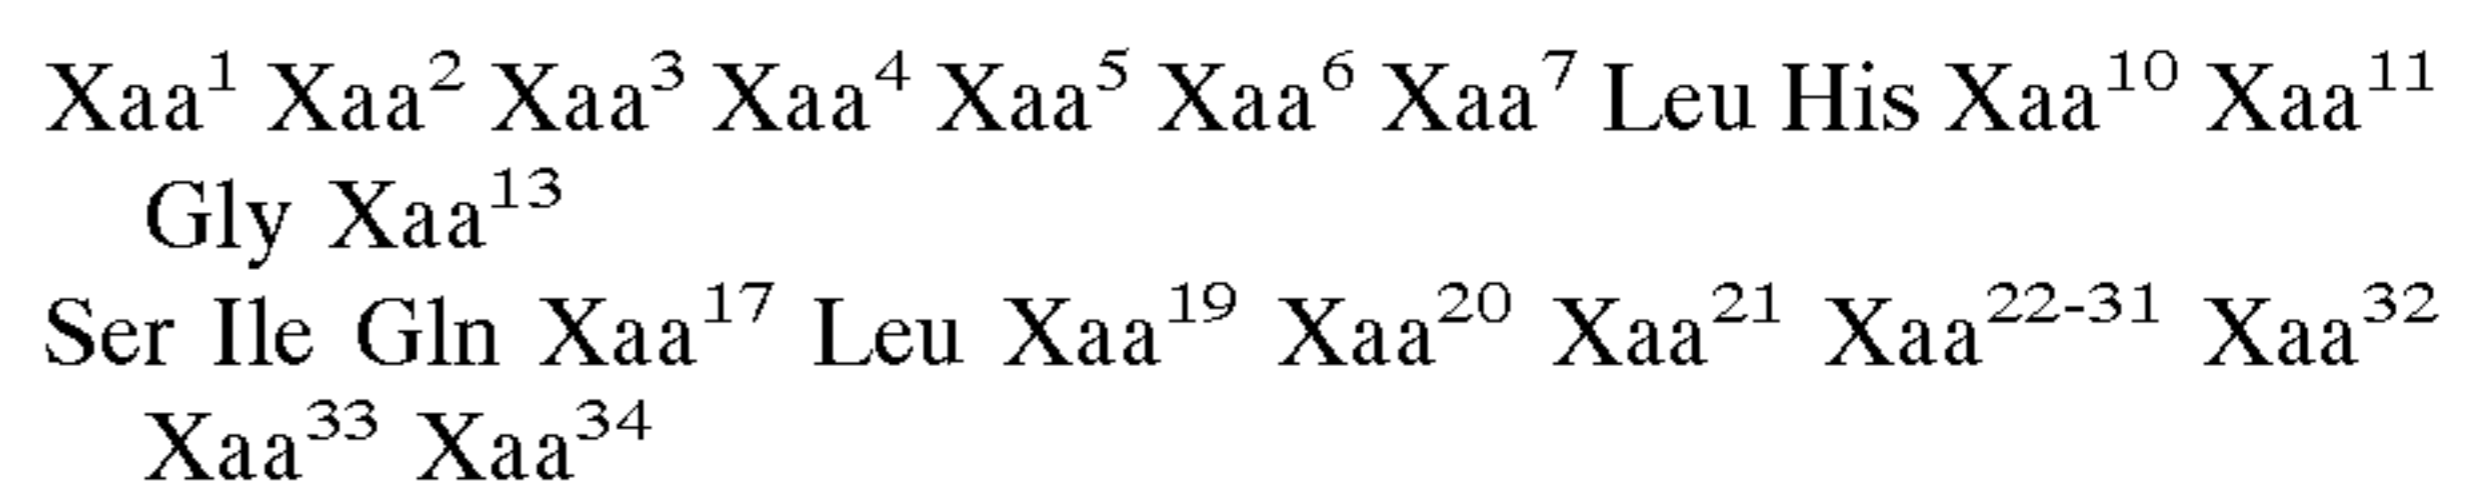 Xaa¹ Xaa² Xaa³ Xaa⁴ Xaa⁵ Xaa⁶ Xaa⁷ Leu His Xaa¹⁰ Xaa¹¹
Gly Xaa¹³
Ser Ile Gln Xaa¹⁷ Leu Xaa¹⁹ Xaa²⁰ Xaa²¹ Xaa²²⁻³¹ Xaa³²
Xaa³³ Xaa³⁴